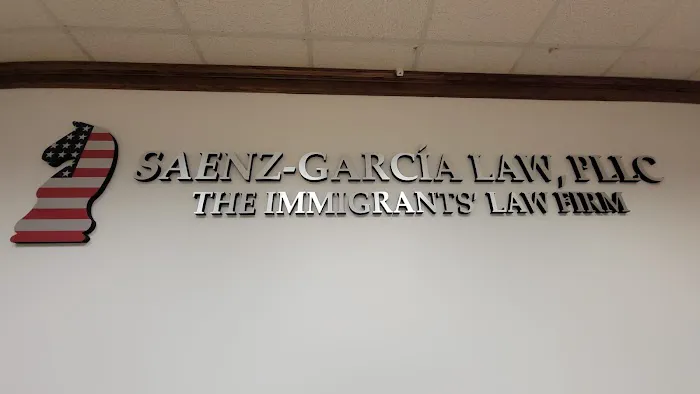 SAENZ-GARCÍA LAW, PLLC
THE IMMIGRANTS' LAW FIRM